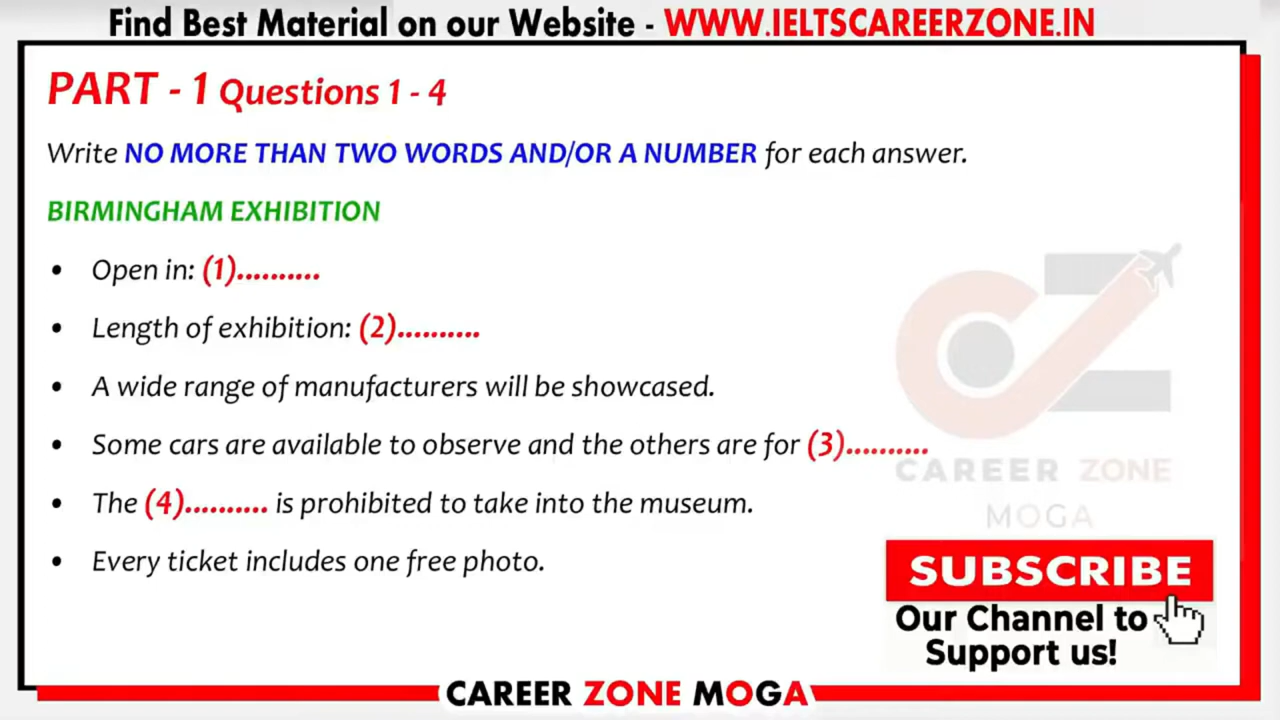 Find Best Material on our Website - WWW.IELTSCAREERZONE.IN
PART - 1 Questions 1 - 4
Write NO MORE THAN TWO WORDS AND/OR A NUMBER for each answer.
BIRMINGHAM EXHIBITION
• Open in: (1)..........
• Length of exhibition: (2)..........
• A wide range of manufacturers will be showcased.
• Some cars are available to observe and the others are for (3)..........
• The (4).......... is prohibited to take into the museum.
• Every ticket includes one free photo.
CAREER ZONE
MOGA
SUBSCRIBE
Our Channel to
Support us!
CAREER ZONE MOGA